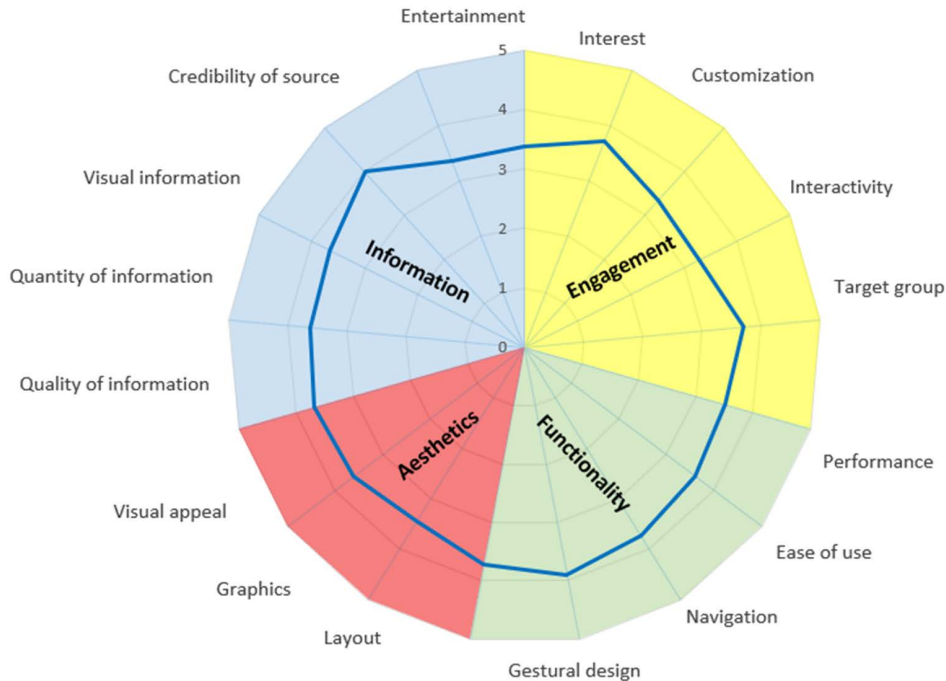 Entertainment
Interest
Customization
Interactivity
Target group
Performance
Ease of use
Navigation
Gestural design
Layout
Graphics
Visual appeal
Quality of information
Quantity of information
Visual information
Credibility of source
5
4
3
2
1
0
Information
Engagement
Aesthetics
Functionality